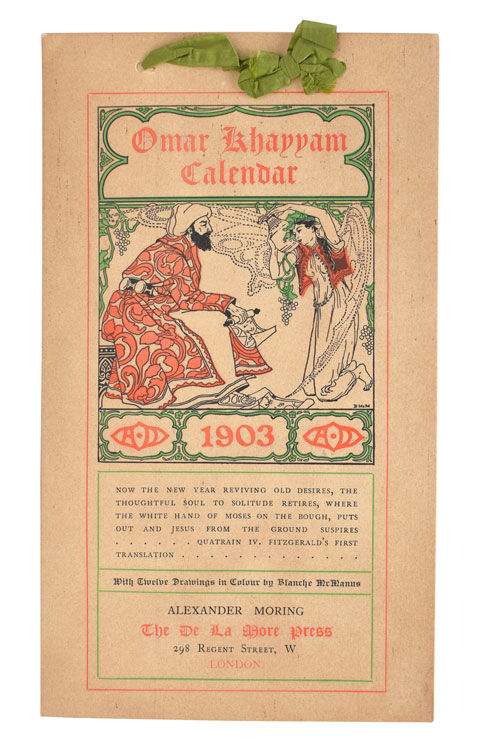 Omar Khayyam
Calendar
B McM
A·D 1903 A·D
NOW THE NEW YEAR REVIVING OLD DESIRES, THE
THOUGHTFUL SOUL TO SOLITUDE RETIRES, WHERE
THE WHITE HAND OF MOSES ON THE BOUGH, PUTS
OUT AND JESUS FROM THE GROUND SUSPIRES
. . . . . . QUATRAIN IV. FITZGERALD'S FIRST
TRANSLATION . . . . . . . . . . . . . .
With Twelve Drawings in Colour by Blanche McManus
ALEXANDER MORING
The De La More Press
298 REGENT STREET, W
LONDON.